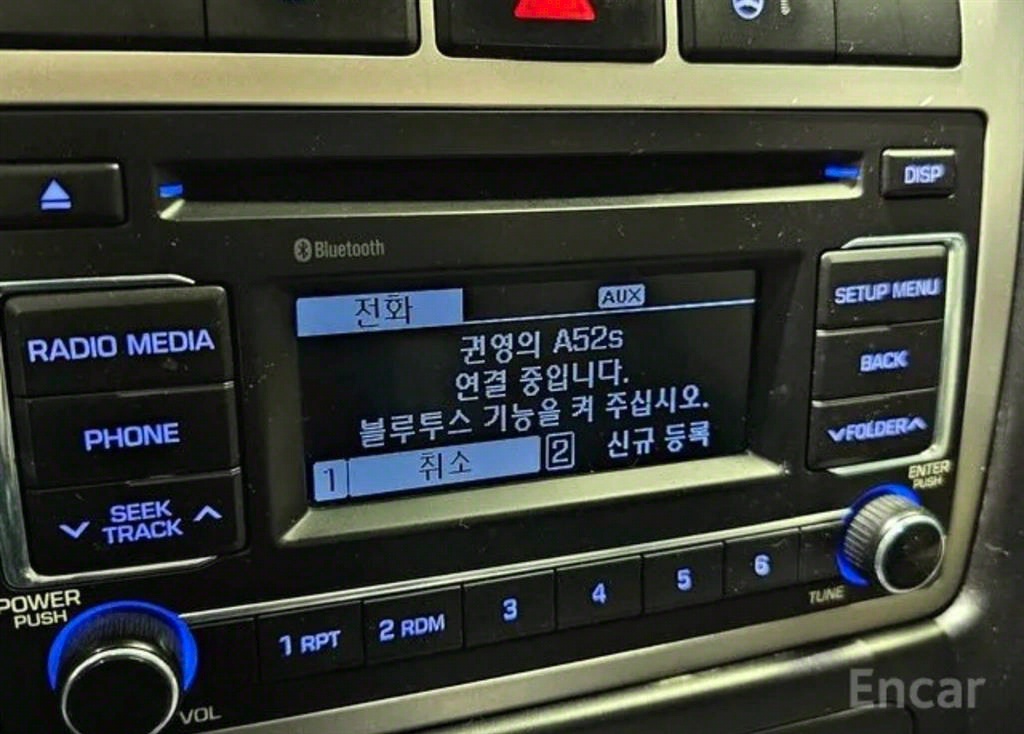 DISP
Bluetooth
전화
AUX
권영의 A52s
연결 중입니다.
블루투스 기능을 켜 주십시오.
1 취소 2 신규 등록
RADIO MEDIA
PHONE
SEEK
TRACK
SETUP MENU
BACK
FOLDER
ENTER
PUSH
POWER
PUSH
VOL
1 RPT
2 RDM
3
4
5
6
TUNE
Encar